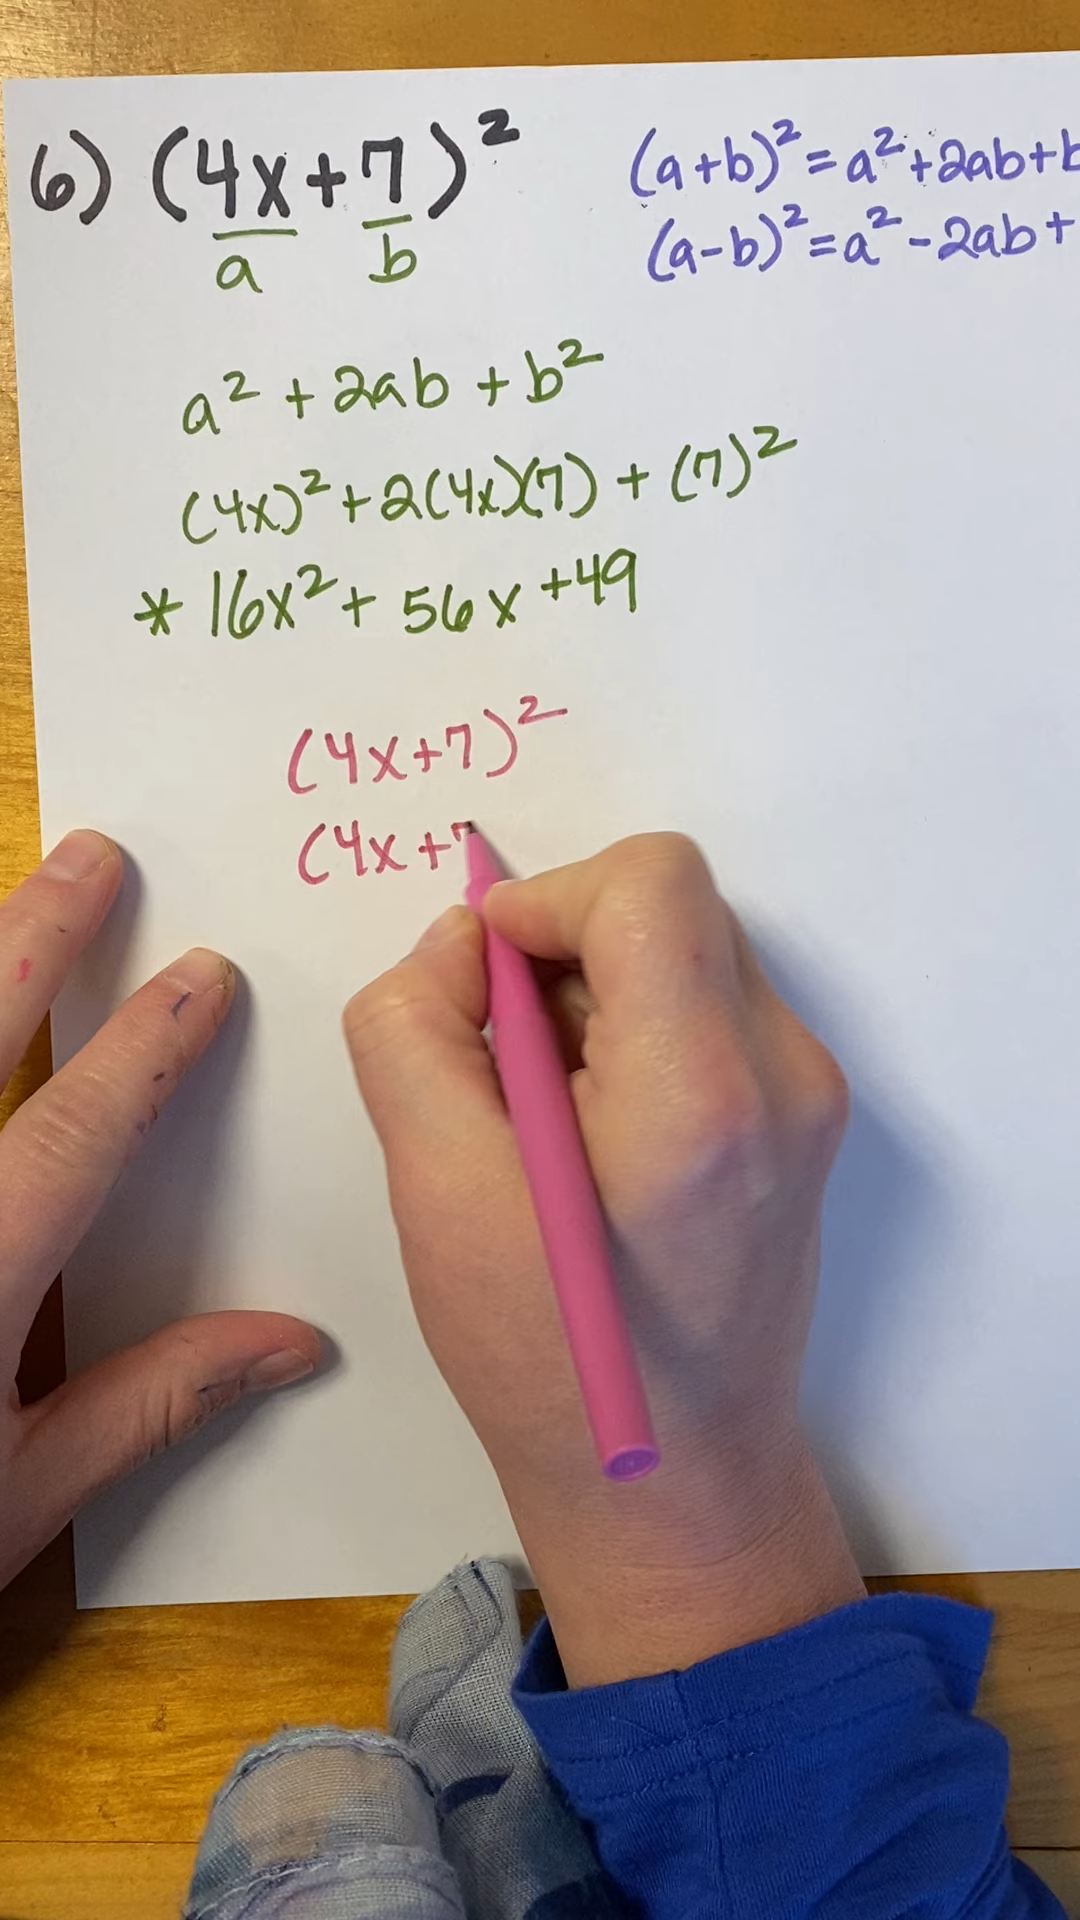 6) (4x+7)²
a b
(a+b)²=a²+2ab+b
(a-b)²=a²-2ab+
a²+2ab+b²
(4x)²+2(4x)(7)+(7)²
* 16x²+56x+49
(4x+7)²
(4x+7